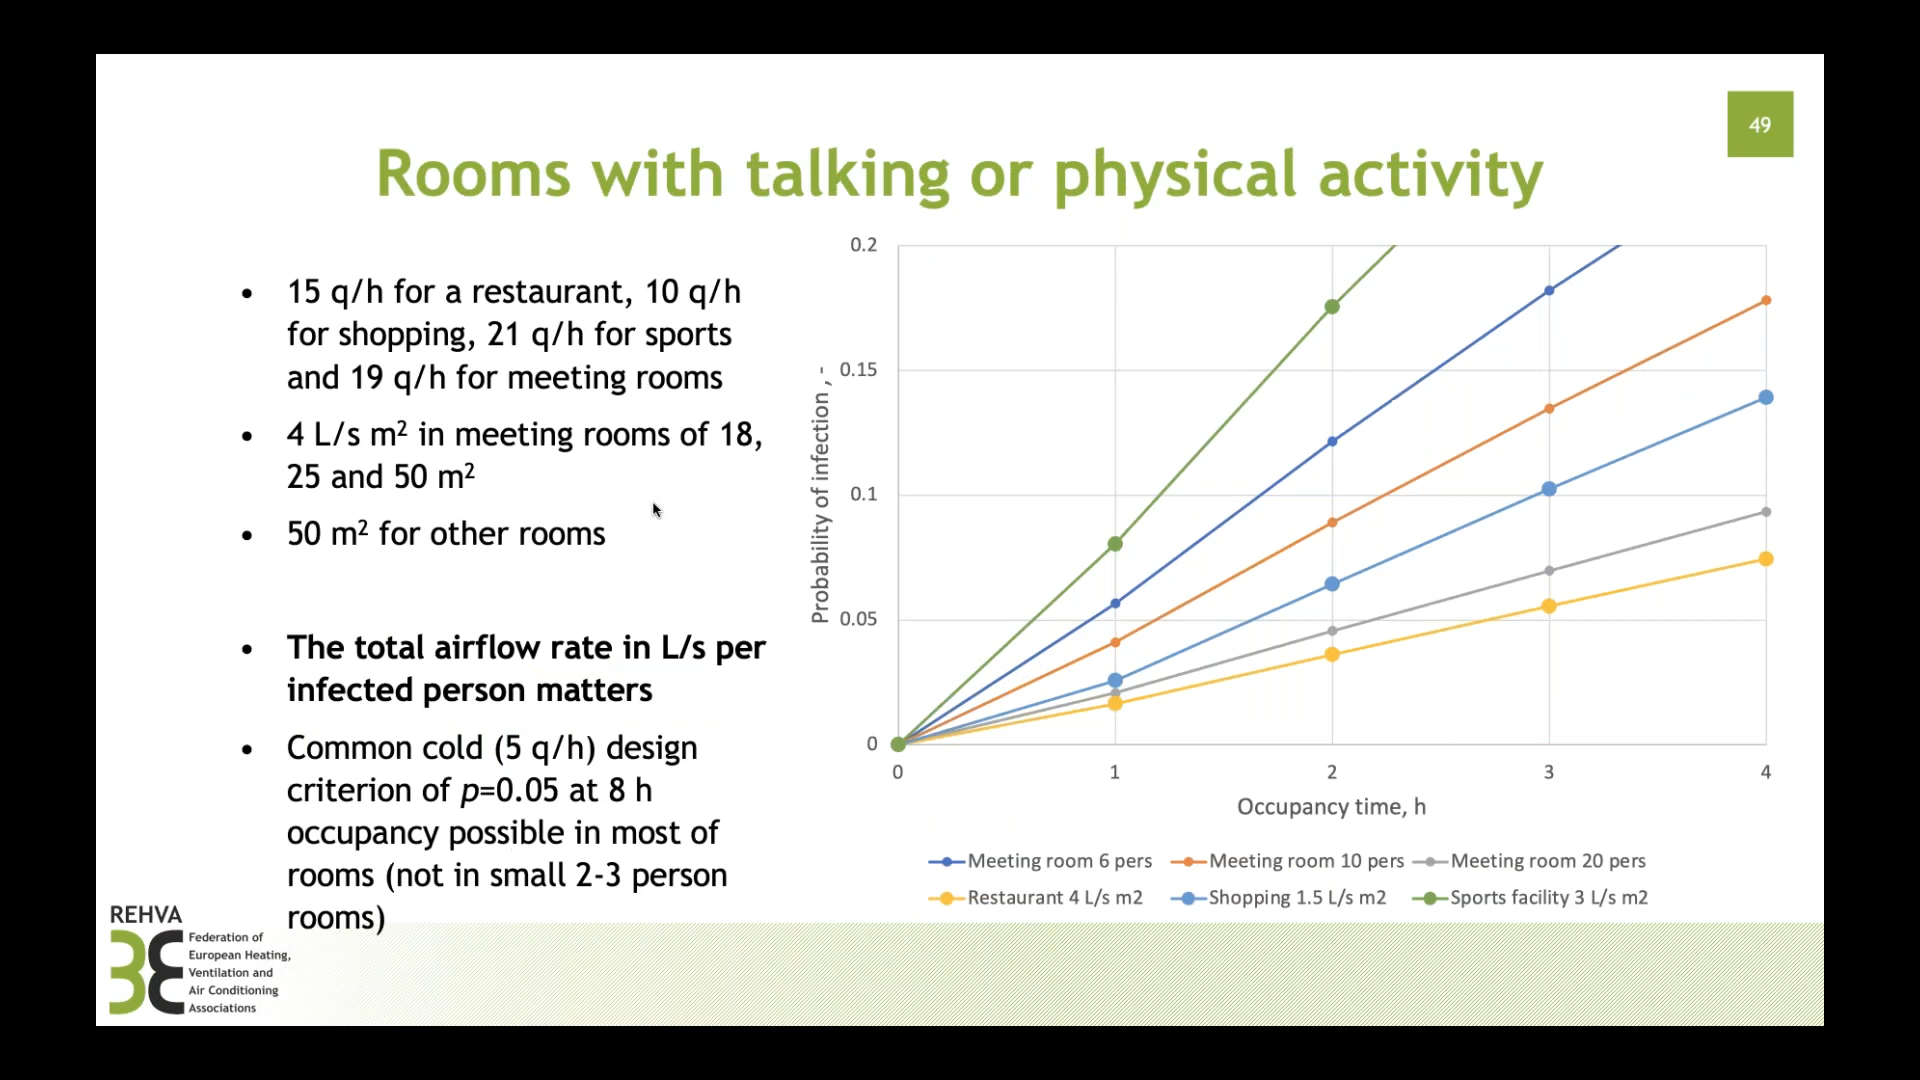 49
Rooms with talking or physical activity
• 15 q/h for a restaurant, 10 q/h
for shopping, 21 q/h for sports
and 19 q/h for meeting rooms
• 4 L/s m² in meeting rooms of 18,
25 and 50 m²
• 50 m² for other rooms
• The total airflow rate in L/s per
infected person matters
• Common cold (5 q/h) design
criterion of p=0.05 at 8 h
occupancy possible in most of
rooms (not in small 2-3 person
rooms)
Probability of infection , -
0.2
0.15
0.1
0.05
0
0 1 2 3 4
Occupancy time, h
Meeting room 6 pers Meeting room 10 pers Meeting room 20 pers
Restaurant 4 L/s m2 Shopping 1.5 L/s m2 Sports facility 3 L/s m2
REHVA
Federation of
European Heating,
Ventilation and
Air Conditioning
Associations